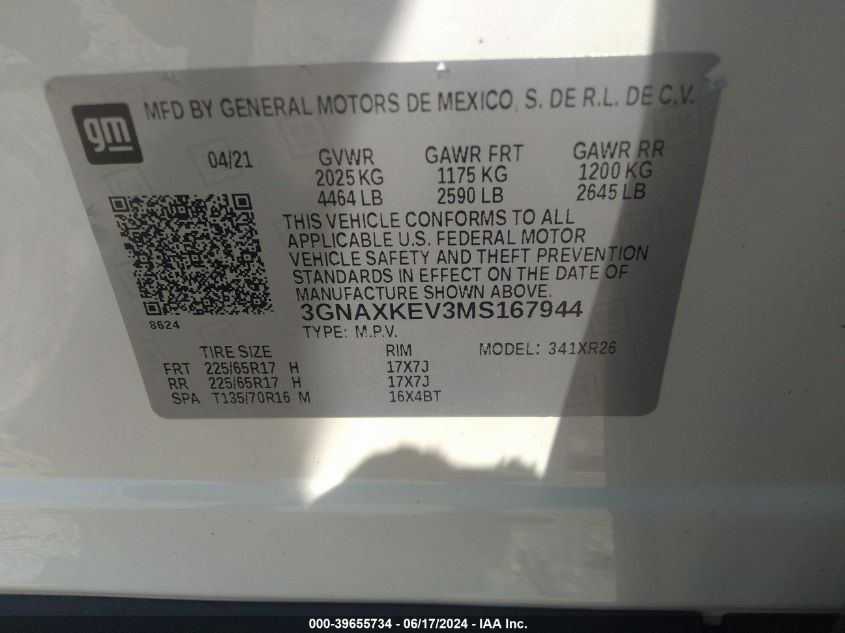 gm
MFD BY GENERAL MOTORS DE MEXICO, S. DE R.L. DE C.V.
04/21 GVWR GAWR FRT GAWR RR
2025 KG 1175 KG 1200 KG
4464 LB 2590 LB 2645 LB
THIS VEHICLE CONFORMS TO ALL
APPLICABLE U.S. FEDERAL MOTOR
VEHICLE SAFETY AND THEFT PREVENTION
STANDARDS IN EFFECT ON THE DATE OF
MANUFACTURE SHOWN ABOVE.
8624
3GNAXKEV3MS167944
TYPE: M.P.V.
TIRE SIZE RIM MODEL: 341XR26
FRT 225/65R17 H 17X7J
RR 225/65R17 H 17X7J
SPA T135/70R16 M 16X4BT
000-39655734 - 06/17/2024 - IAA Inc.